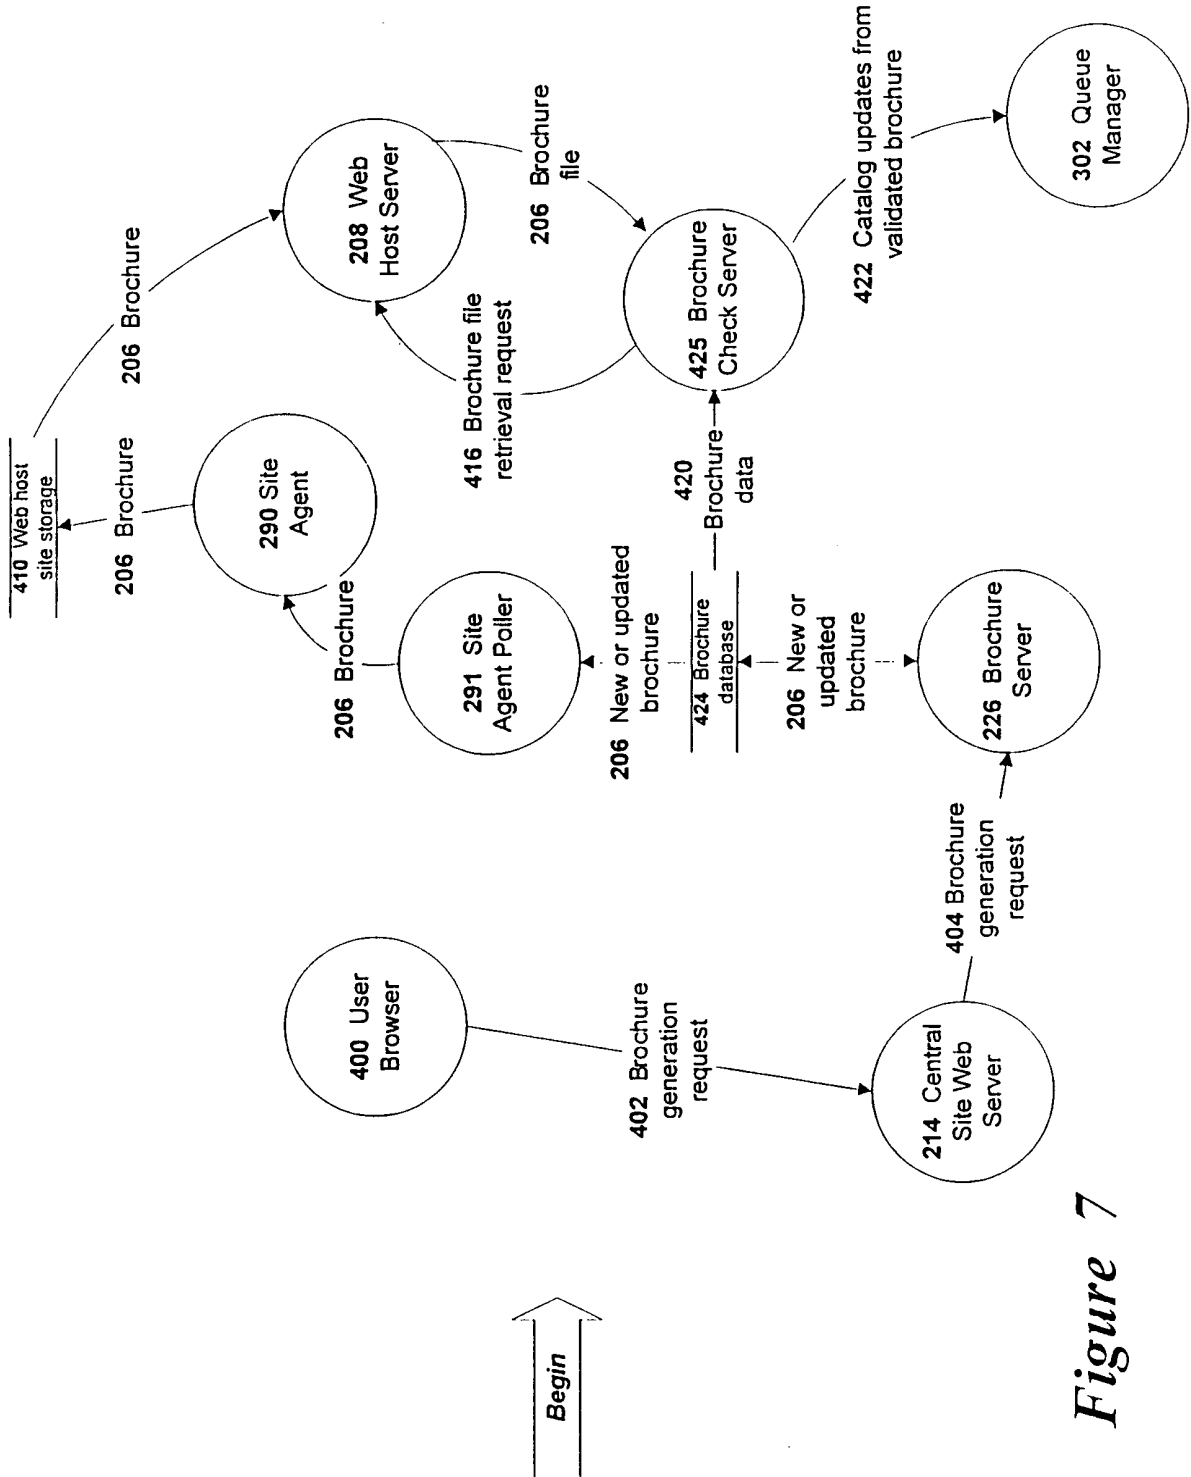 Begin
400 User
Browser
402 Brochure
generation
request
214 Central
Site Web
Server
404 Brochure
generation
request
226 Brochure
Server
206 New or
updated
brochure
424 Brochure
database
206 New or updated
brochure
291 Site
Agent Poller
206 Brochure
290 Site
Agent
206 Brochure
410 Web host
site storage
206 Brochure
208 Web
Host Server
416 Brochure file
retrieval request
206 Brochure
file
420
Brochure
data
425 Brochure
Check Server
422 Catalog updates from
validated brochure
302 Queue
Manager
Figure 7